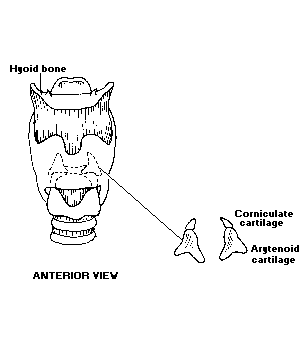 Hyoid bone
Corniculate
cartilage
Arytenoid
cartilage
ANTERIOR VIEW